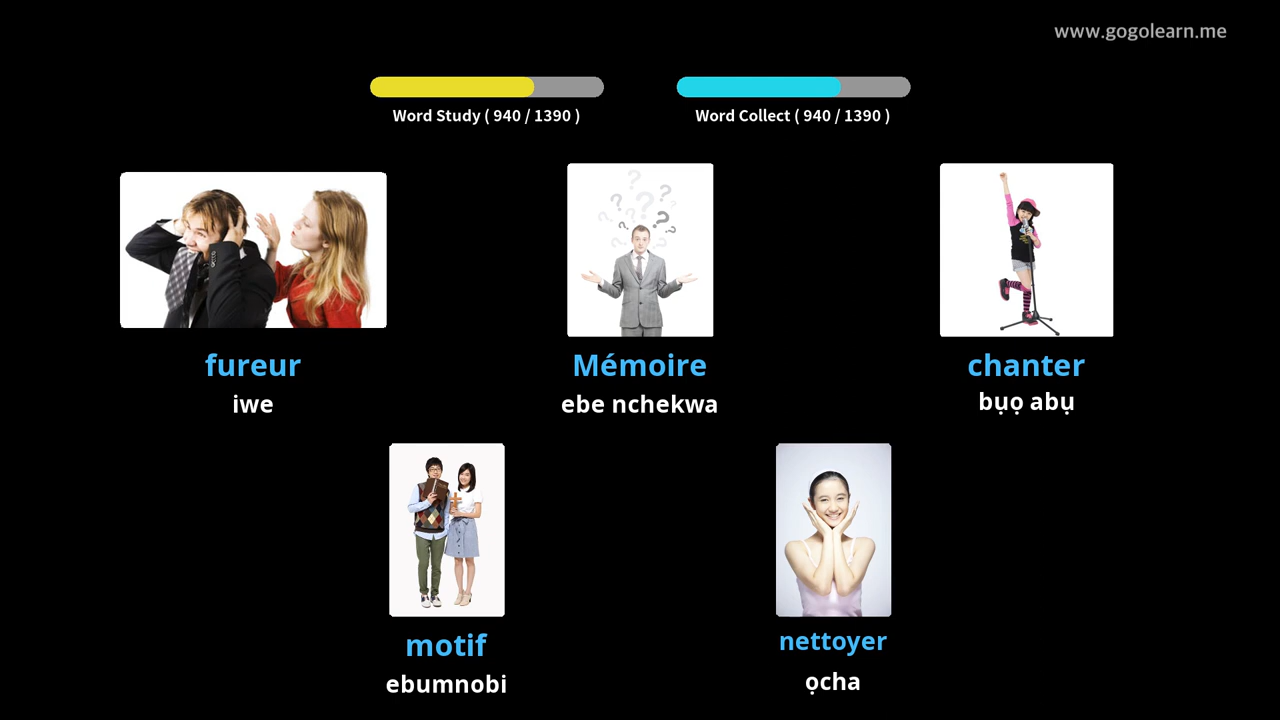 www.gogolearn.me
Word Study ( 940 / 1390 )
Word Collect ( 940 / 1390 )
fureur
iwe
Mémoire
ebe nchekwa
chanter
bụọ abụ
motif
ebumnobi
nettoyer
ọcha